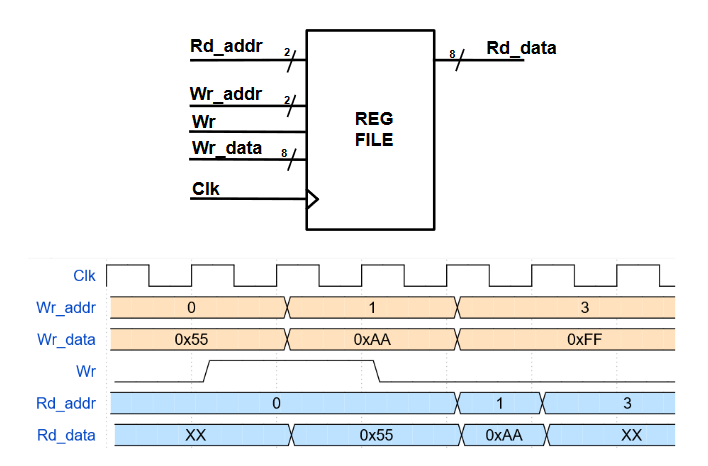 Rd_addr 2 8 Rd_data
Wr_addr 2
Wr
Wr_data 8
Clk
REG
FILE
Clk
Wr_addr 0 1 3
Wr_data 0x55 0xAA 0xFF
Wr
Rd_addr 0 1 3
Rd_data XX 0x55 0xAA XX